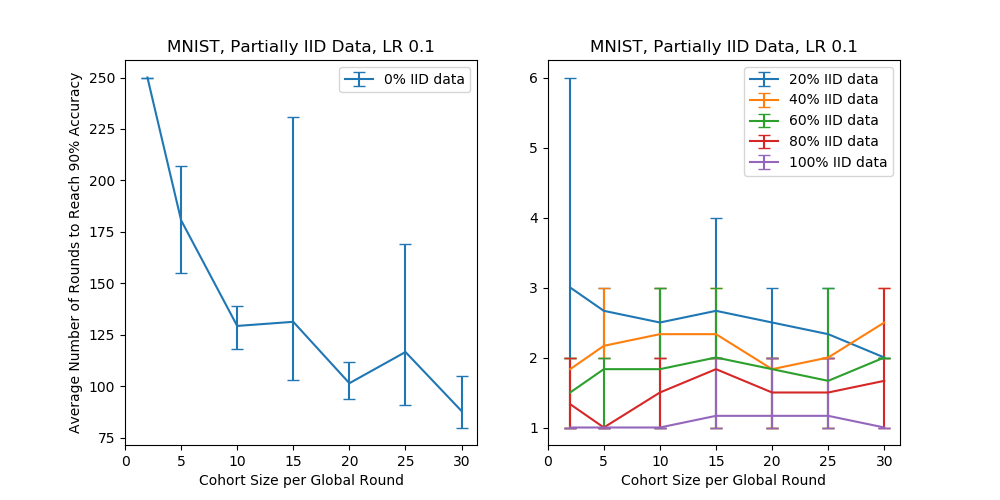 MNIST, Partially IID Data, LR 0.1
Average Number of Rounds to Reach 90% Accuracy
250
225
200
175
150
125
100
75
0% IID data
0 5 10 15 20 25 30
Cohort Size per Global Round
MNIST, Partially IID Data, LR 0.1
6
5
4
3
2
1
20% IID data
40% IID data
60% IID data
80% IID data
100% IID data
0 5 10 15 20 25 30
Cohort Size per Global Round